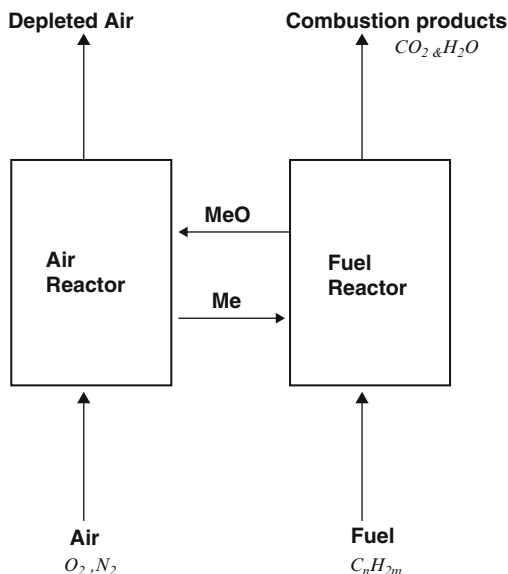 Depleted Air
Combustion products
CO₂ & H₂O
MeO
Air
Reactor
Fuel
Reactor
Me
Air
O₂ ,N₂
Fuel
CₙH₂ₘ